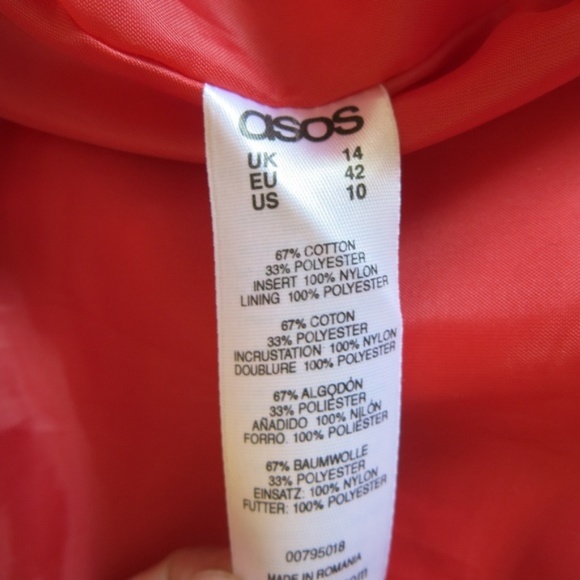 asos
UK 14
EU 42
US 10
67% COTTON
33% POLYESTER
INSERT 100% NYLON
LINING 100% POLYESTER
67% COTON
33% POLYESTER
INCRUSTATION: 100% NYLON
DOUBLURE 100% POLYESTER
67% ALGODÓN
33% POLIÉSTER
AÑADIDO 100% NILÓN
FORRO. 100% POLIÉSTER
67% BAUMWOLLE
33% POLYESTER
EINSATZ: 100% NYLON
FUTTER: 100% POLYESTER
00795018
MADE IN ROMANIA